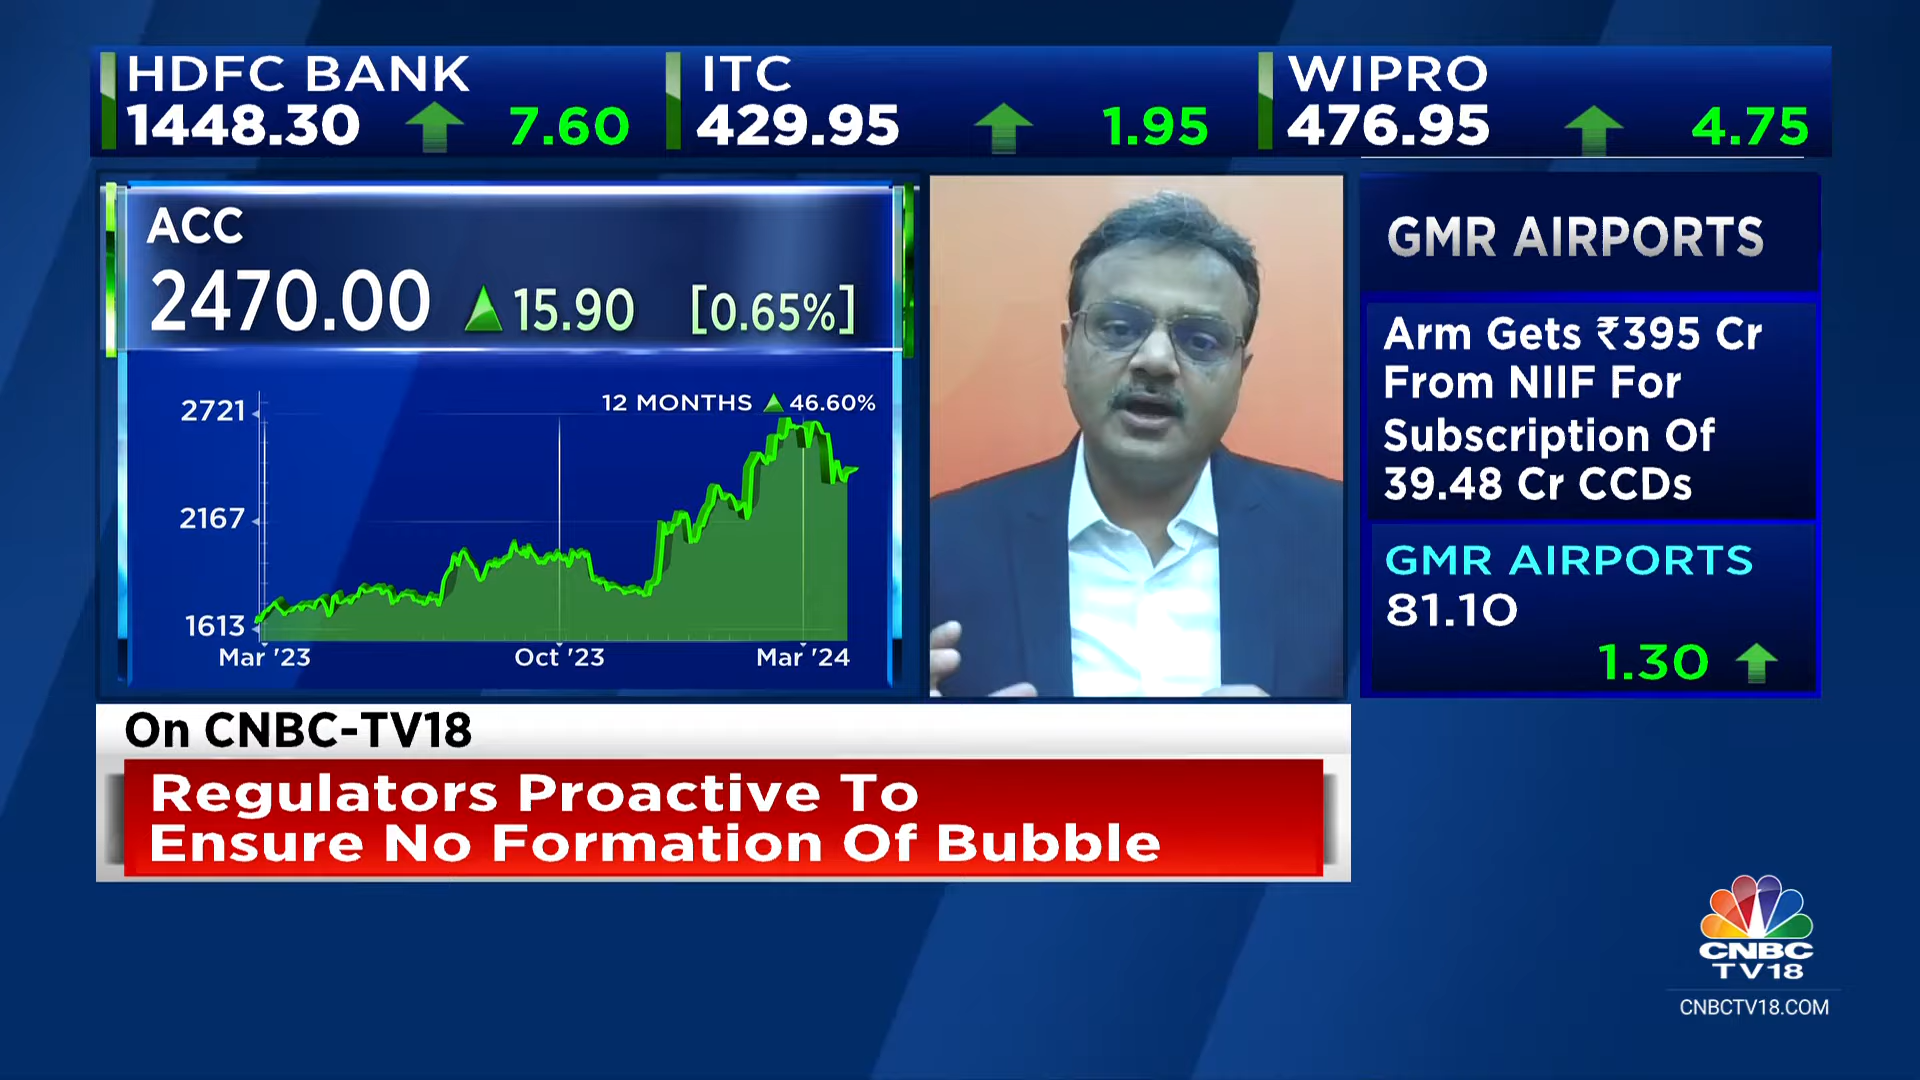 HDFC BANK
1448.30 7.60
ITC
429.95 1.95
WIPRO
476.95 4.75
ACC
2470.00 15.90 [0.65%]
12 MONTHS 46.60%
2721
2167
1613
Mar '23 Oct '23 Mar '24
GMR AIRPORTS
Arm Gets ₹395 Cr
From NIIF For
Subscription Of
39.48 Cr CCDs
GMR AIRPORTS
81.10
1.30
On CNBC-TV18
Regulators Proactive To
Ensure No Formation Of Bubble
CNBC
TV18
CNBCTV18.COM